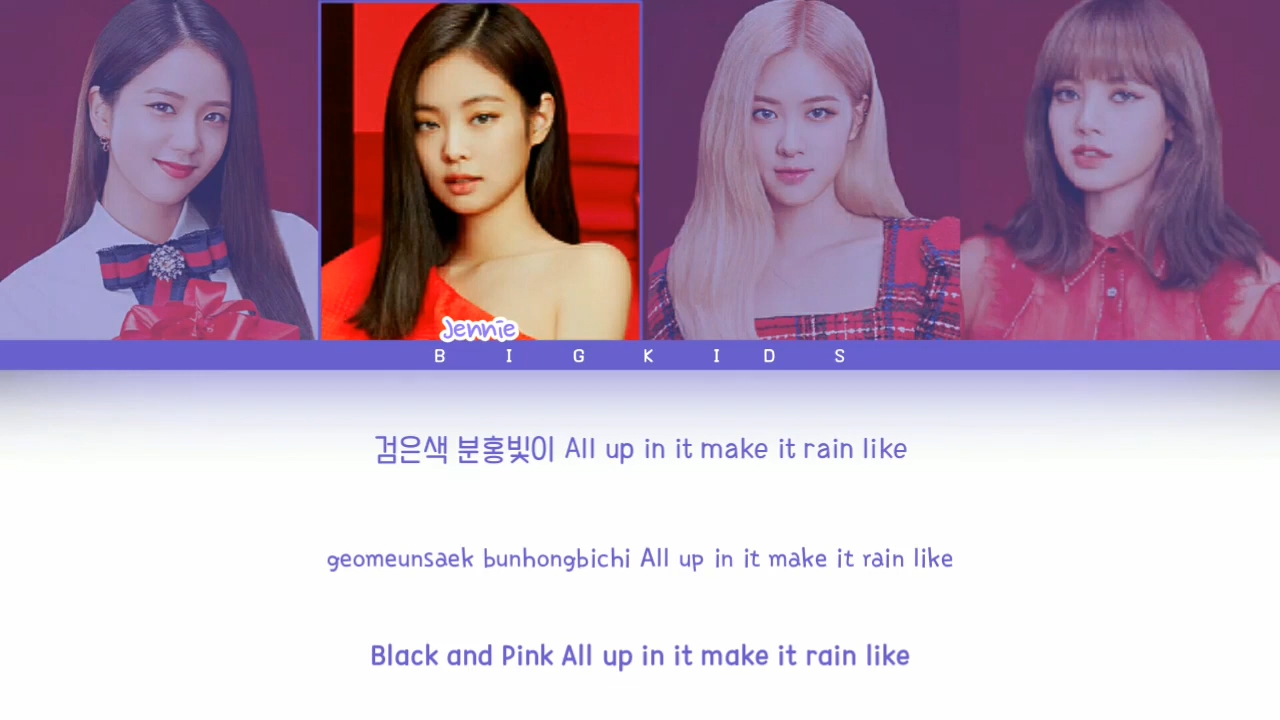 Jennie
B I G K I D S
검은색 분홍빛이 All up in it make it rain like
geomeunsaek bunhongbichi All up in it make it rain like
Black and Pink All up in it make it rain like